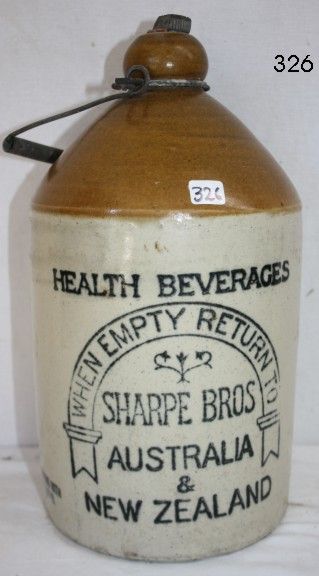 326
326
HEALTH BEVERAGES
WHEN EMPTY RETURN TO
SHARPE BROS
AUSTRALIA
&
NEW ZEALAND